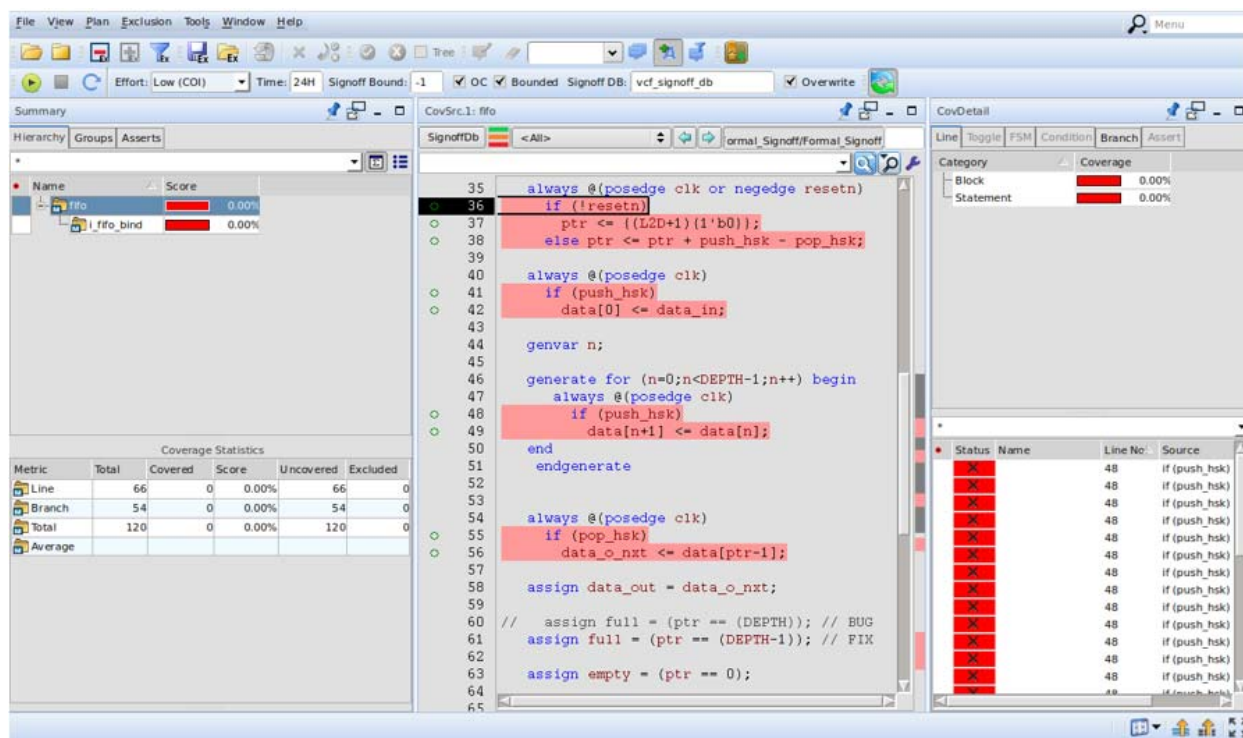 File View Plan Exclusion Tools Window Help
Menu
Ex Ex Ex Ex Tree
Effort: Low (COI) Time: 24H Signoff Bound: -1 OC Bounded Signoff DB: vcf_signoff_db Overwrite
Summary
Hierarchy Groups Asserts
*
Name Score
fifo 0.00%
i_fifo_bind 0.00%
Coverage Statistics
Metric Total Covered Score Uncovered Excluded
Line 66 0 0.00% 66 0
Branch 54 0 0.00% 54 0
Total 120 0 0.00% 120 0
Average
CovSrc.1: fifo
SignoffDb <All> ormal_Signoff/Formal_Signoff
35 always @(posedge clk or negedge resetn)
36 if (!resetn)
37 ptr <= {(L2D+1){1'b0}};
38 else ptr <= ptr + push_hsk - pop_hsk;
39
40 always @(posedge clk)
41 if (push_hsk)
42 data[0] <= data_in;
43
44 genvar n;
45
46 generate for (n=0;n<DEPTH-1;n++) begin
47 always @(posedge clk)
48 if (push_hsk)
49 data[n+1] <= data[n];
50 end
51 endgenerate
52
53
54 always @(posedge clk)
55 if (pop_hsk)
56 data_o_nxt <= data[ptr-1];
57
58 assign data_out = data_o_nxt;
59
60 // assign full = (ptr == (DEPTH)); // BUG
61 assign full = (ptr == (DEPTH-1)); // FIX
62
63 assign empty = (ptr == 0);
64
65
CovDetail
Line Toggle FSM Condition Branch Assert
Category Coverage
Block 0.00%
Statement 0.00%
*
Status Name Line No Source
48 if (push_hsk)
48 if (push_hsk)
48 if (push_hsk)
48 if (push_hsk)
48 if (push_hsk)
48 if (push_hsk)
48 if (push_hsk)
48 if (push_hsk)
48 if (push_hsk)
48 if (push_hsk)
48 if (push_hsk)
48 if (push_hsk)
48 if (push_hsk)
48 if (push_hsk)